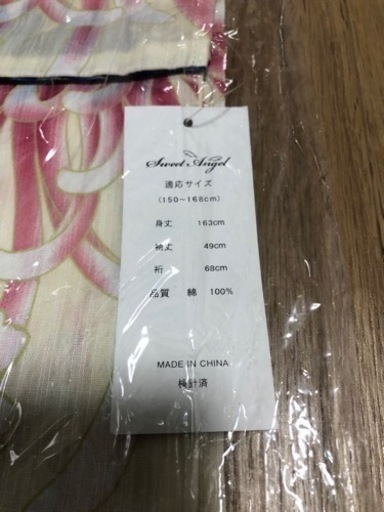 Sweet Angel
適応サイズ
(150~168cm)
身丈 163cm
袖丈 49cm
裄 68cm
品質 綿 100%
MADE IN CHINA
検針済